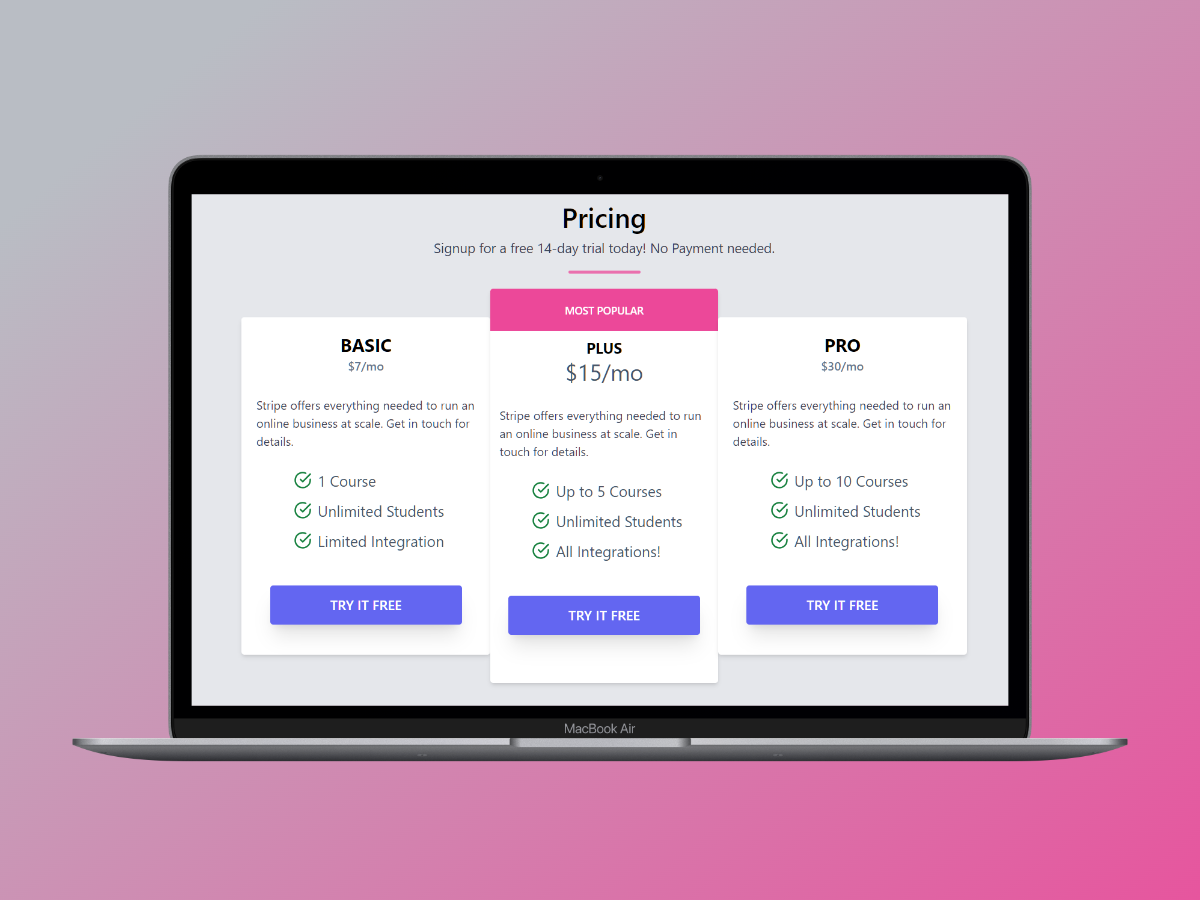 Pricing
Signup for a free 14-day trial today! No Payment needed.
MOST POPULAR
BASIC
$7/mo
Stripe offers everything needed to run an
online business at scale. Get in touch for
details.
1 Course
Unlimited Students
Limited Integration
TRY IT FREE
PLUS
$15/mo
Stripe offers everything needed to run
an online business at scale. Get in
touch for details.
Up to 5 Courses
Unlimited Students
All Integrations!
TRY IT FREE
PRO
$30/mo
Stripe offers everything needed to run an
online business at scale. Get in touch for
details.
Up to 10 Courses
Unlimited Students
All Integrations!
TRY IT FREE
MacBook Air